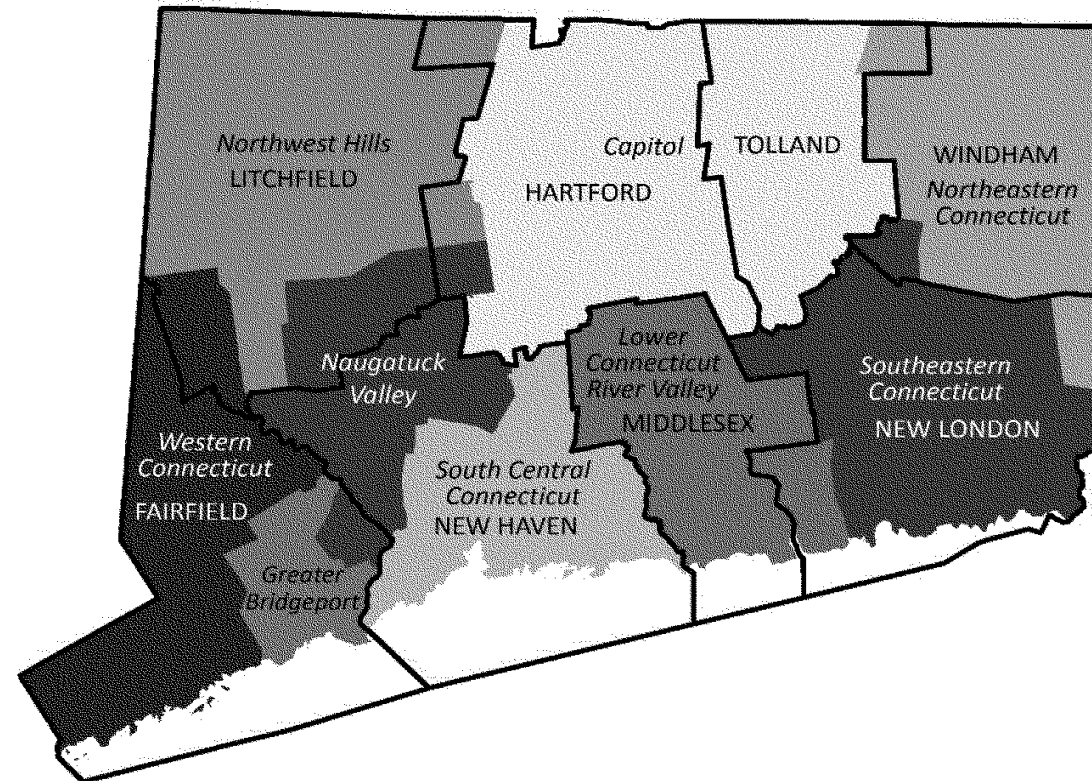 Northwest Hills
LITCHFIELD
Capitol
HARTFORD
TOLLAND
WINDHAM
Northeastern
Connecticut
Naugatuck
Valley
Lower
Connecticut
River Valley
MIDDLESEX
Southeastern
Connecticut
NEW LONDON
Western
Connecticut
FAIRFIELD
South Central
Connecticut
NEW HAVEN
Greater
Bridgeport